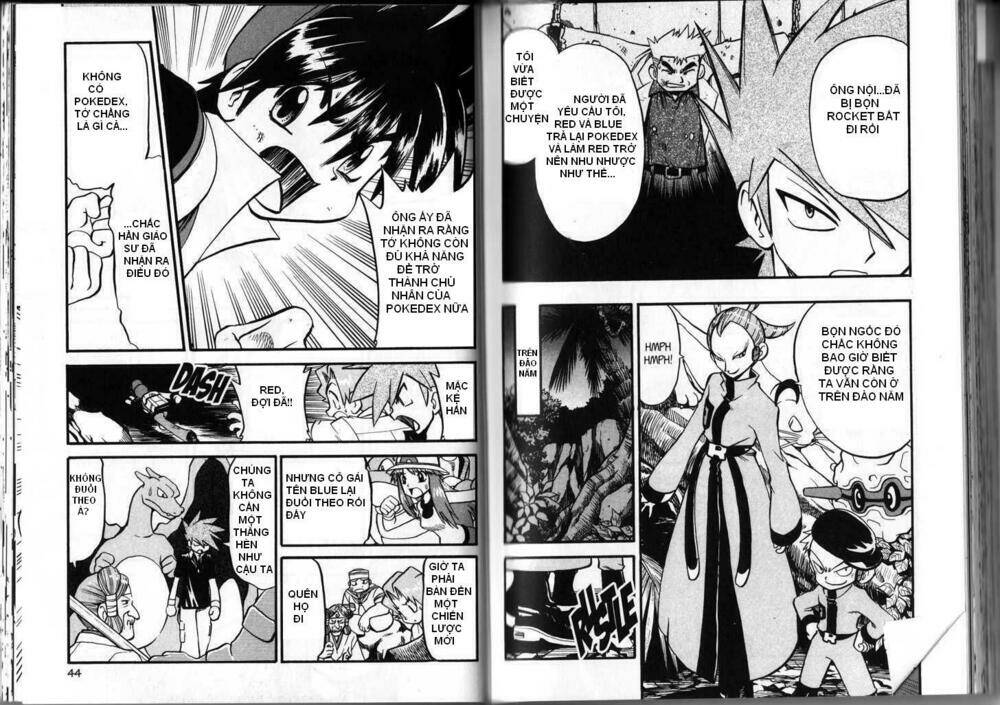 ÔNG NỘI...ĐÃ
BỊ BỌN
ROCKET BẮT
ĐI RỒI
TÔI
VỪA
BIẾT
ĐƯỢC
MỘT
CHUYỆN
NGƯỜI ĐÃ
YÊU CẦU TÔI,
RED VÀ BLUE
TRẢ LẠI POKEDEX
VÀ LÀM RED TRỞ
NÊN NHU NHƯỢC
NHƯ THẾ...
BỌN NGỐC ĐÓ
CHẮC KHÔNG
BAO GIỜ BIẾT
ĐƯỢC RẰNG
TA VẪN CÒN Ở
TRÊN ĐẢO NĂM
HMPH
HMPH!
TRÊN
ĐẢO
NĂM
RUSTLE
KHÔNG
CÓ
POKEDEX,
TỚ CHẲNG
LÀ GÌ CẢ...
ÔNG ẤY ĐÃ
NHẬN RA RẰNG
TỚ KHÔNG CÒN
ĐỦ KHẢ NĂNG
ĐỂ TRỞ
THÀNH CHỦ
NHÂN CỦA
POKEDEX NỮA
...CHẮC
HẲN GIÁO
SƯ ĐÃ
NHẬN RA
ĐIỀU ĐÓ
MẶC
KỆ
HẮN
RED,
ĐỢI ĐÃ!!
DASH
NHƯNG CÔ GÁI
TÊN BLUE LẠI
ĐUỔI THEO RỒI
ĐẤY
GIỜ TA
PHẢI
BÀN ĐẾN
MỘT
CHIẾN
LƯỢC
MỚI
QUÊN
HỌ
ĐI
CHÚNG
TA
KHÔNG
CẦN
MỘT
THẰNG
HÈN
NHƯ
CẬU TA
KHÔNG
ĐUỔI
THEO
À?
44